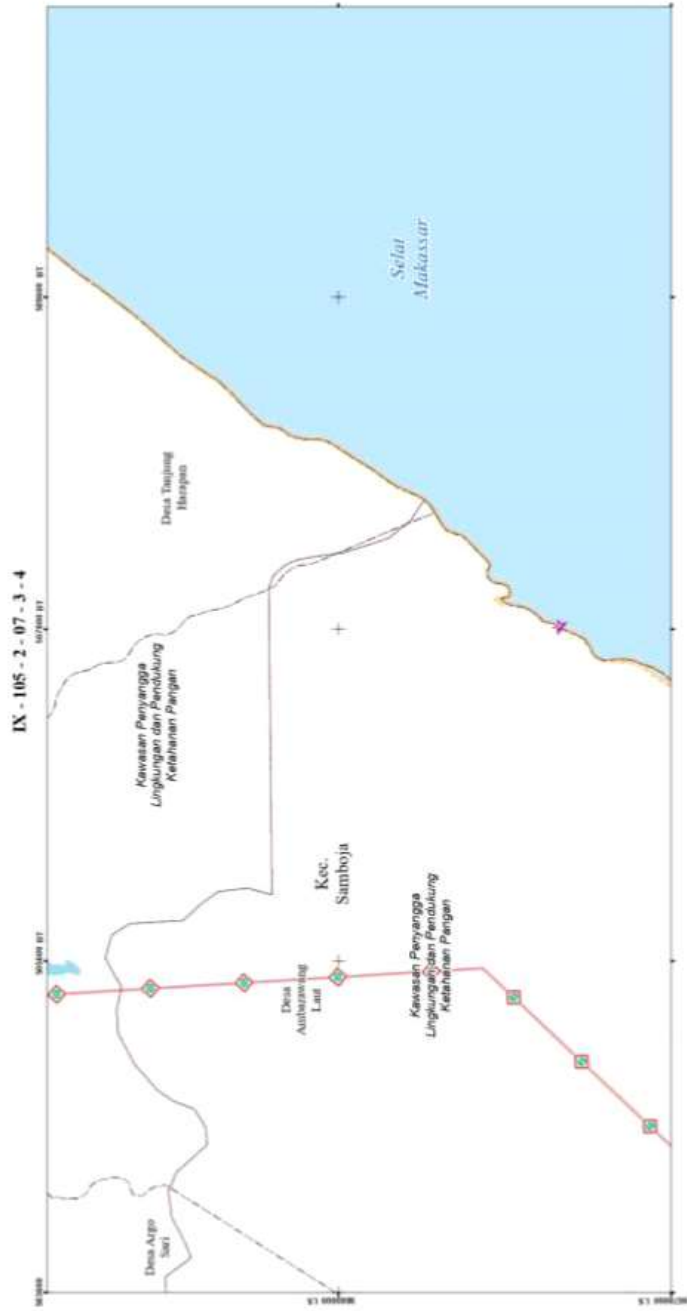 IX - 105 - 2 - 07 - 3 - 4
Desa Argo
Sari
Desa
Ambarawang
Laut
Kec.
Samboja
Kawasan Penyangga
Lingkungan dan Pendukung
Ketahanan Pangan
Kawasan Penyangga
Lingkungan dan Pendukung
Ketahanan Pangan
Desa Tanjung
Harapan
Selat
Makassar